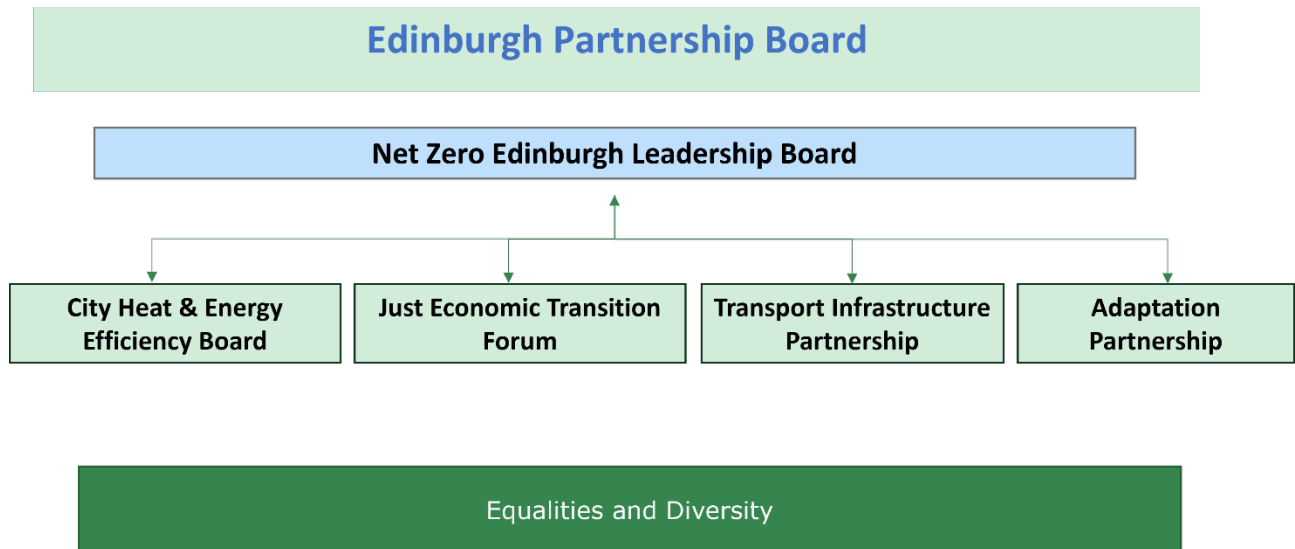 Edinburgh Partnership Board
Net Zero Edinburgh Leadership Board
City Heat & Energy
Efficiency Board
Just Economic Transition
Forum
Transport Infrastructure
Partnership
Adaptation
Partnership
Equalities and Diversity